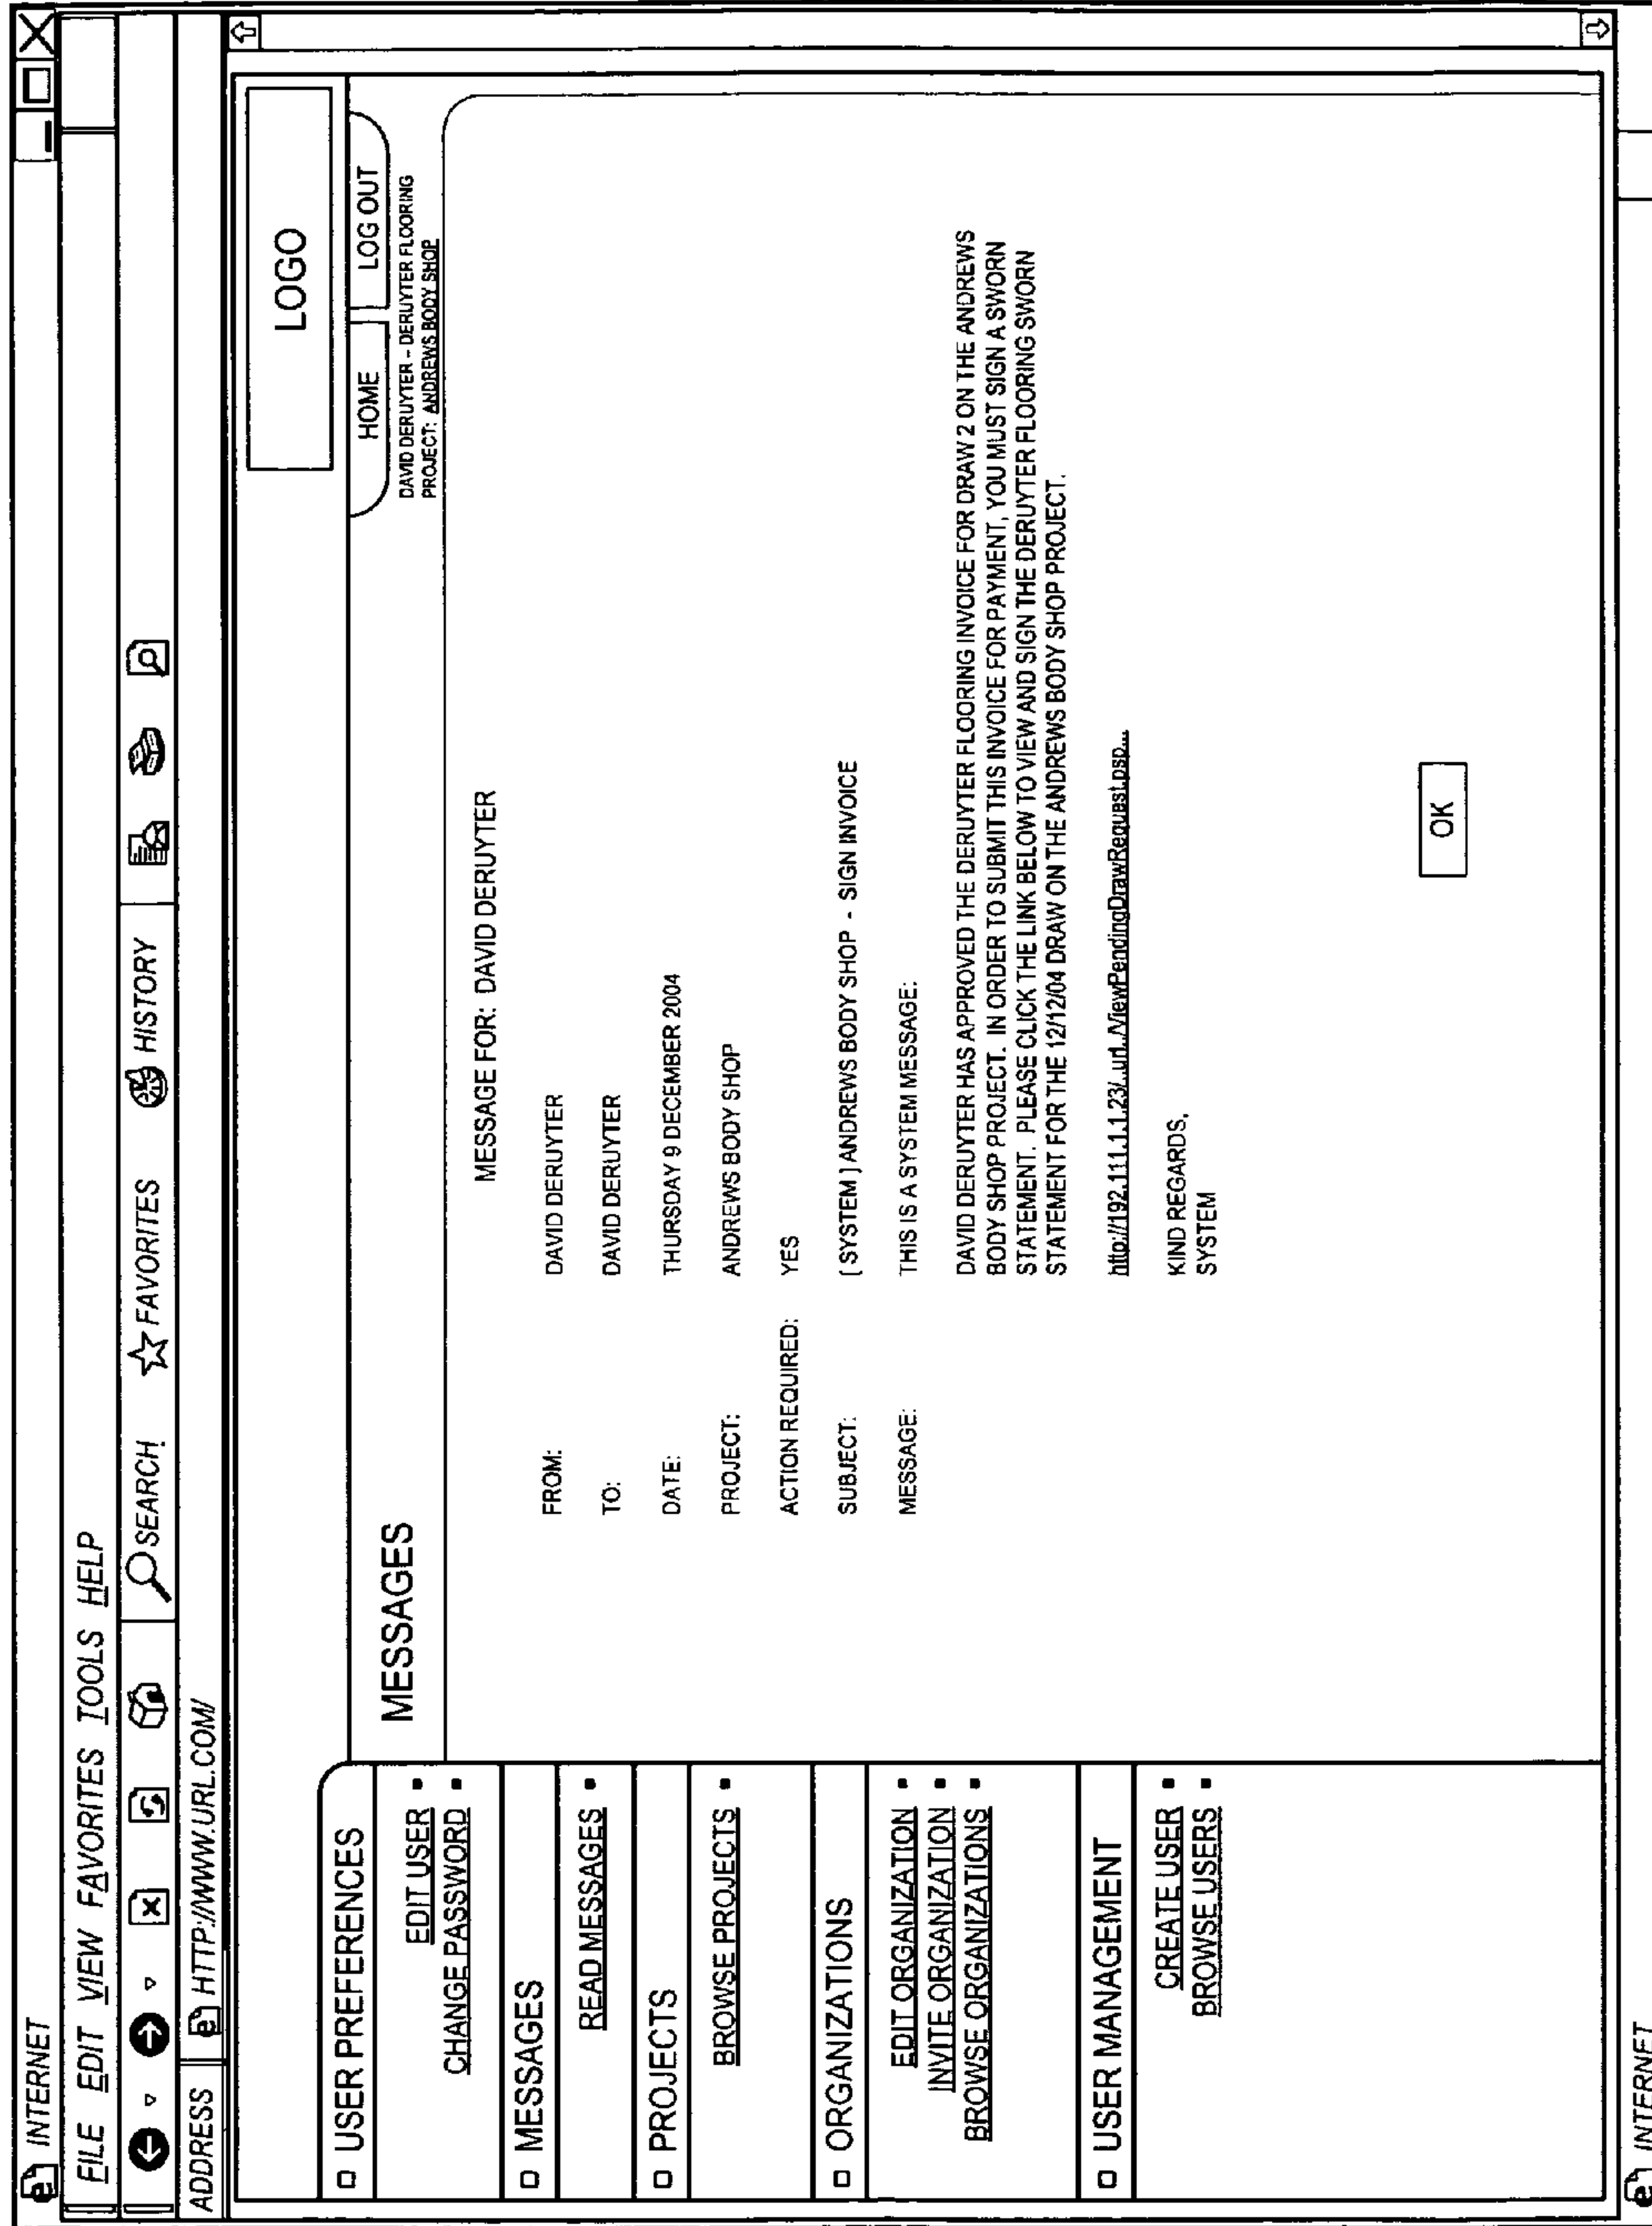 INTERNET
FILE EDIT VIEW FAVORITES TOOLS HELP
SEARCH FAVORITES HISTORY
ADDRESS HTTP://WWW.URL.COM/
LOGO
HOME LOG OUT
DAVID DERUYTER – DERUYTER FLOORING
PROJECT: ANDREWS BODY SHOP
USER PREFERENCES
EDIT USER
CHANGE PASSWORD
MESSAGES
READ MESSAGES
PROJECTS
BROWSE PROJECTS
ORGANIZATIONS
EDIT ORGANIZATION
INVITE ORGANIZATION
BROWSE ORGANIZATIONS
USER MANAGEMENT
CREATE USER
BROWSE USERS
MESSAGES
MESSAGE FOR: DAVID DERUYTER
FROM: DAVID DERUYTER
TO: DAVID DERUYTER
DATE: THURSDAY 9 DECEMBER 2004
PROJECT: ANDREWS BODY SHOP
ACTION REQUIRED: YES
SUBJECT: [ SYSTEM ] ANDREWS BODY SHOP - SIGN INVOICE
MESSAGE: THIS IS A SYSTEM MESSAGE:
DAVID DERUYTER HAS APPROVED THE DERUYTER FLOORING INVOICE FOR DRAW 2 ON THE ANDREWS
BODY SHOP PROJECT. IN ORDER TO SUBMIT THIS INVOICE FOR PAYMENT, YOU MUST SIGN A SWORN
STATEMENT. PLEASE CLICK THE LINK BELOW TO VIEW AND SIGN THE DERUYTER FLOORING SWORN
STATEMENT FOR THE 12/12/04 DRAW ON THE ANDREWS BODY SHOP PROJECT.
http://192.111.1.1.23/..url../ViewPendingDrawRequest.psp...
KIND REGARDS,
SYSTEM
OK
INTERNET